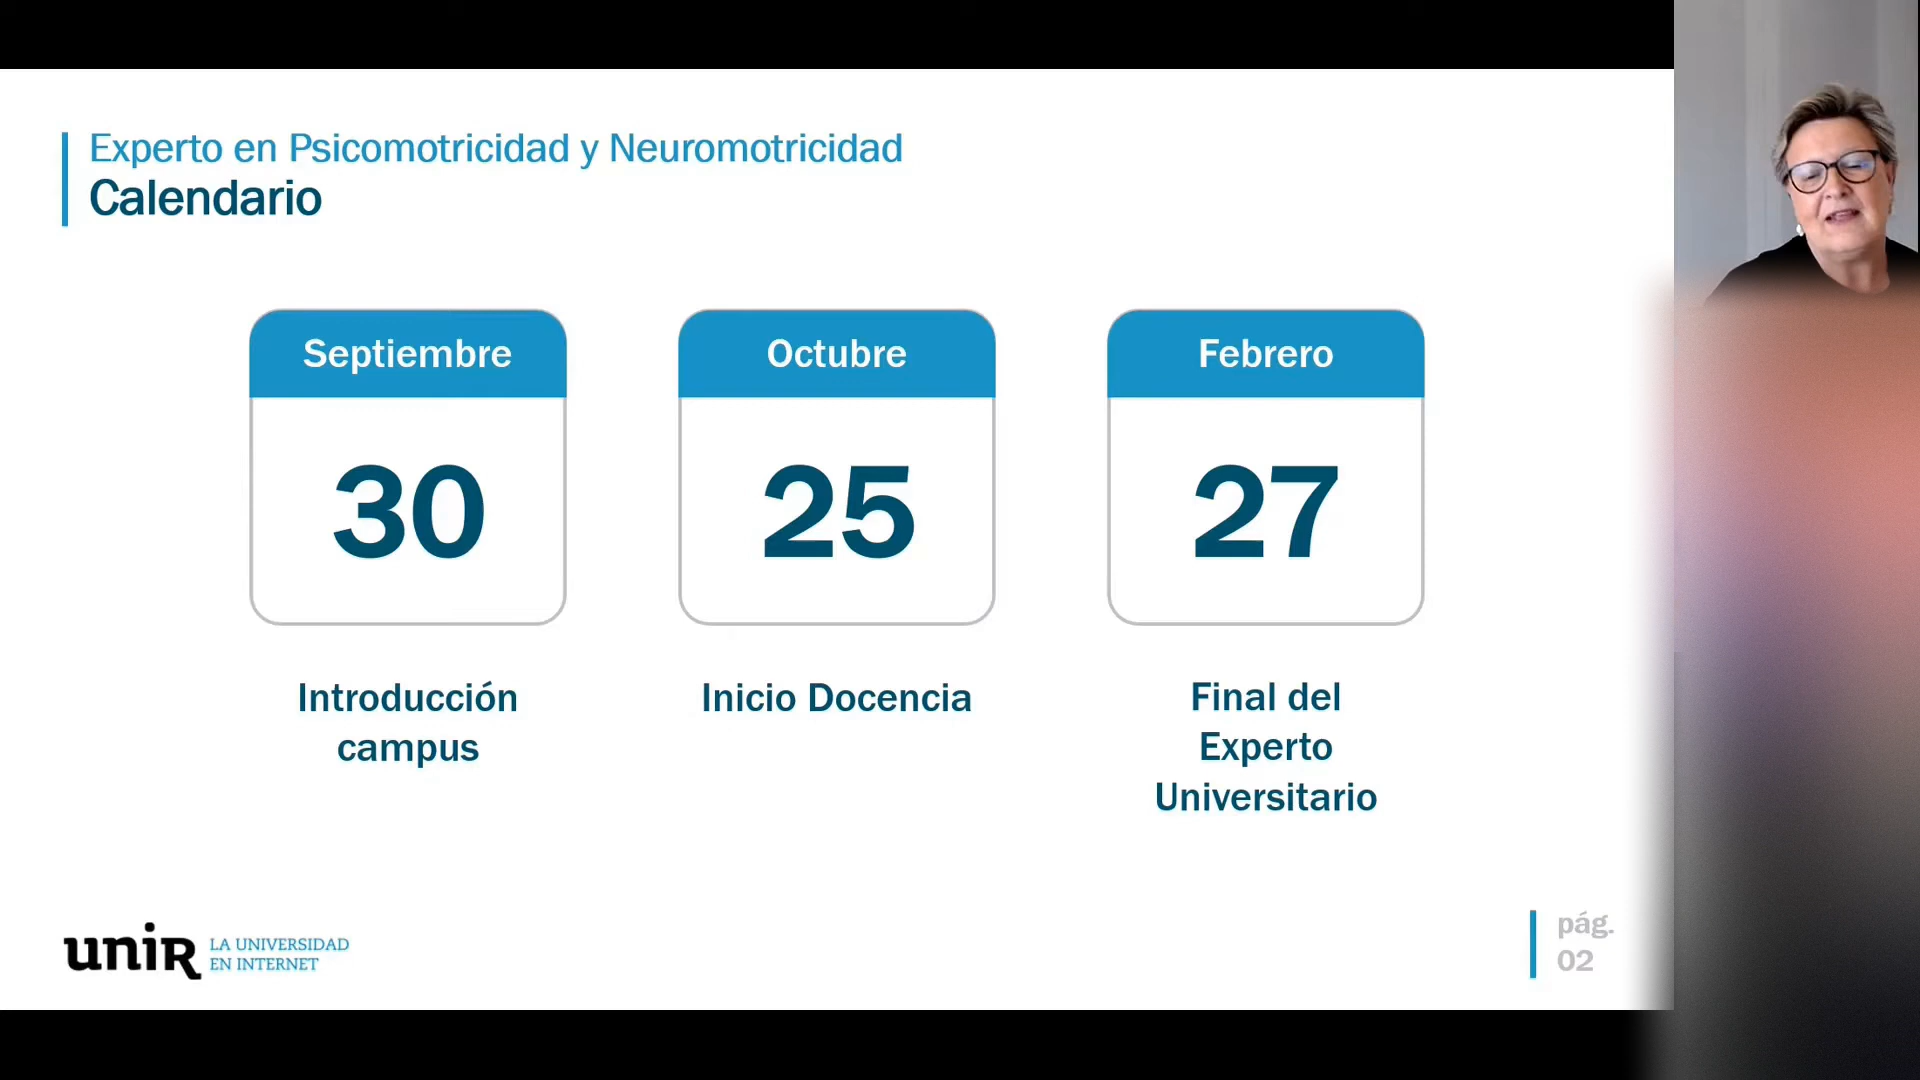 Experto en Psicomotricidad y Neuromotricidad
Calendario
Septiembre
30
Introducción
campus
Octubre
25
Inicio Docencia
Febrero
27
Final del
Experto
Universitario
unir LA UNIVERSIDAD
EN INTERNET
pág.
02